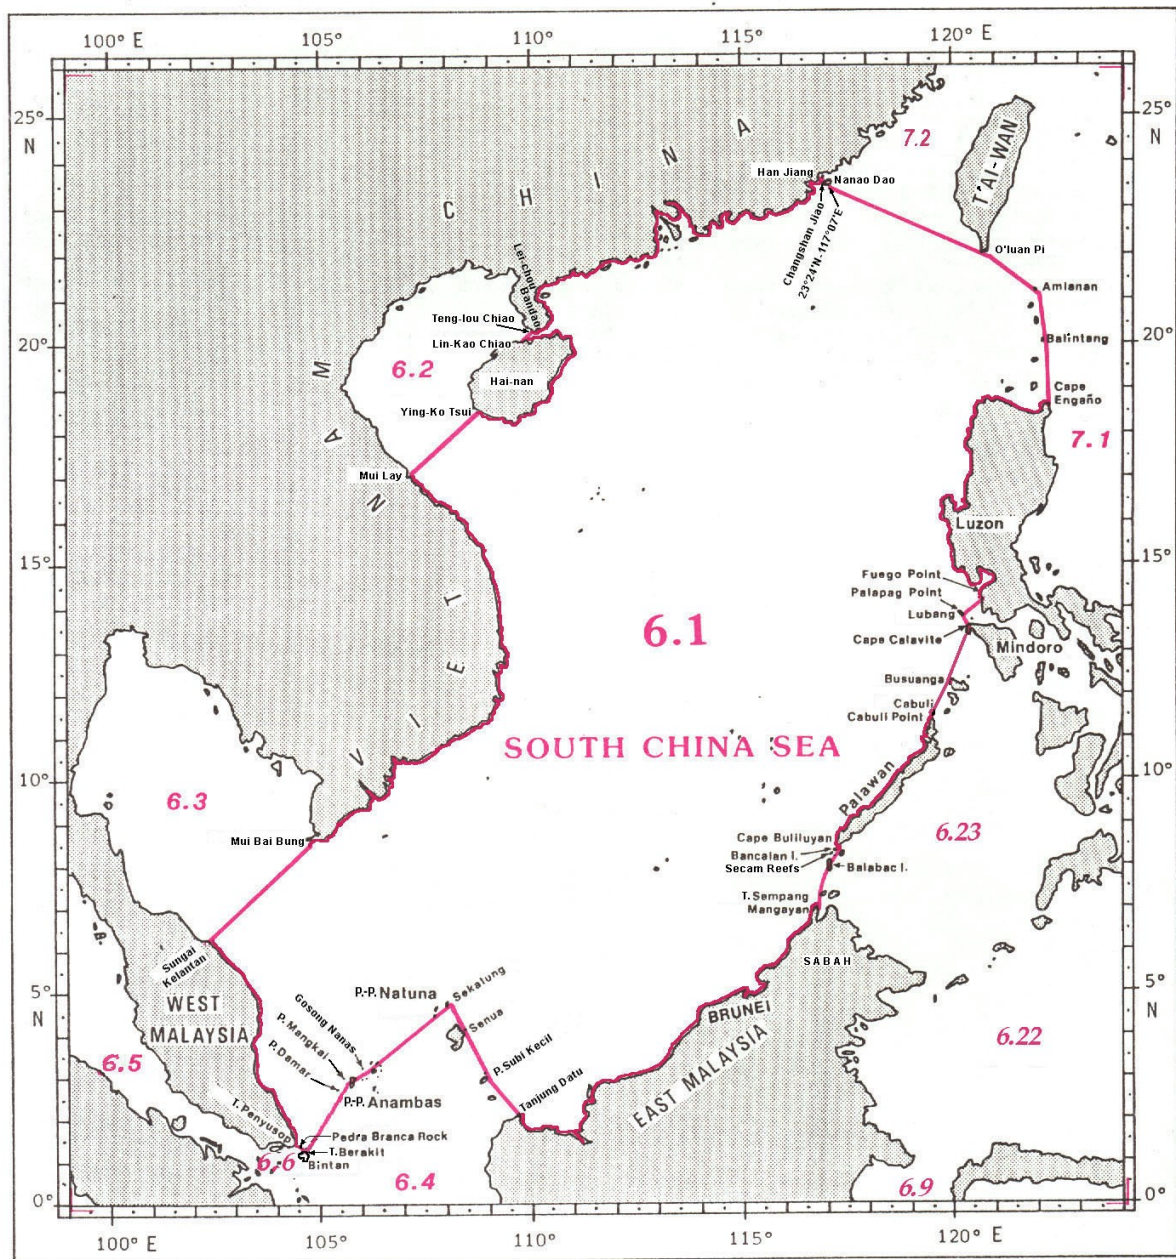 100° E 105° 110° 115° 120° E
25°
N
25°
N
CHINA
7.2
T'AI-WAN
Han Jiang
Nanao Dao
Changshan Jiao
23°24'N-117°07'E
O'luan Pi
Lei-chou Bandao
Amianan
Teng-lou Chiao
20°
20°
Lin-Kao Chiao
Balintang
6.2
Hai-nan
Cape
Engaño
Ying-Ko Tsui
7.1
Mui Lay
VIET NAM
Luzon
15°
15°
Fuego Point
Palapag Point
Lubang
6.1
Cape Calavite
Mindoro
Busuanga
Cabuli
Cabuli Point
SOUTH CHINA SEA
10°
10°
6.3
Palawan
6.23
Mui Bai Bung
Cape Buliluyan
Bancalan I.
Secam Reefs
Balabac I.
T.Sempang
Mangayan
Sungai
Kelantan
SABAH
5°
N
5°
N
WEST
MALAYSIA
P.-P. Natuna
Sekatung
Gosong Nanas
Senua
BRUNEI
P.Mangkai
P.Damar
6.22
6.5
P.Subi Kecil
EAST MALAYSIA
P.-P. Anambas
Tanjung Datu
T.Penyusop
Pedra Branca Rock
T.Berakit
6.6
Bintan
6.4
6.9
0°
0°
100° E 105° 110° 115° 120° E